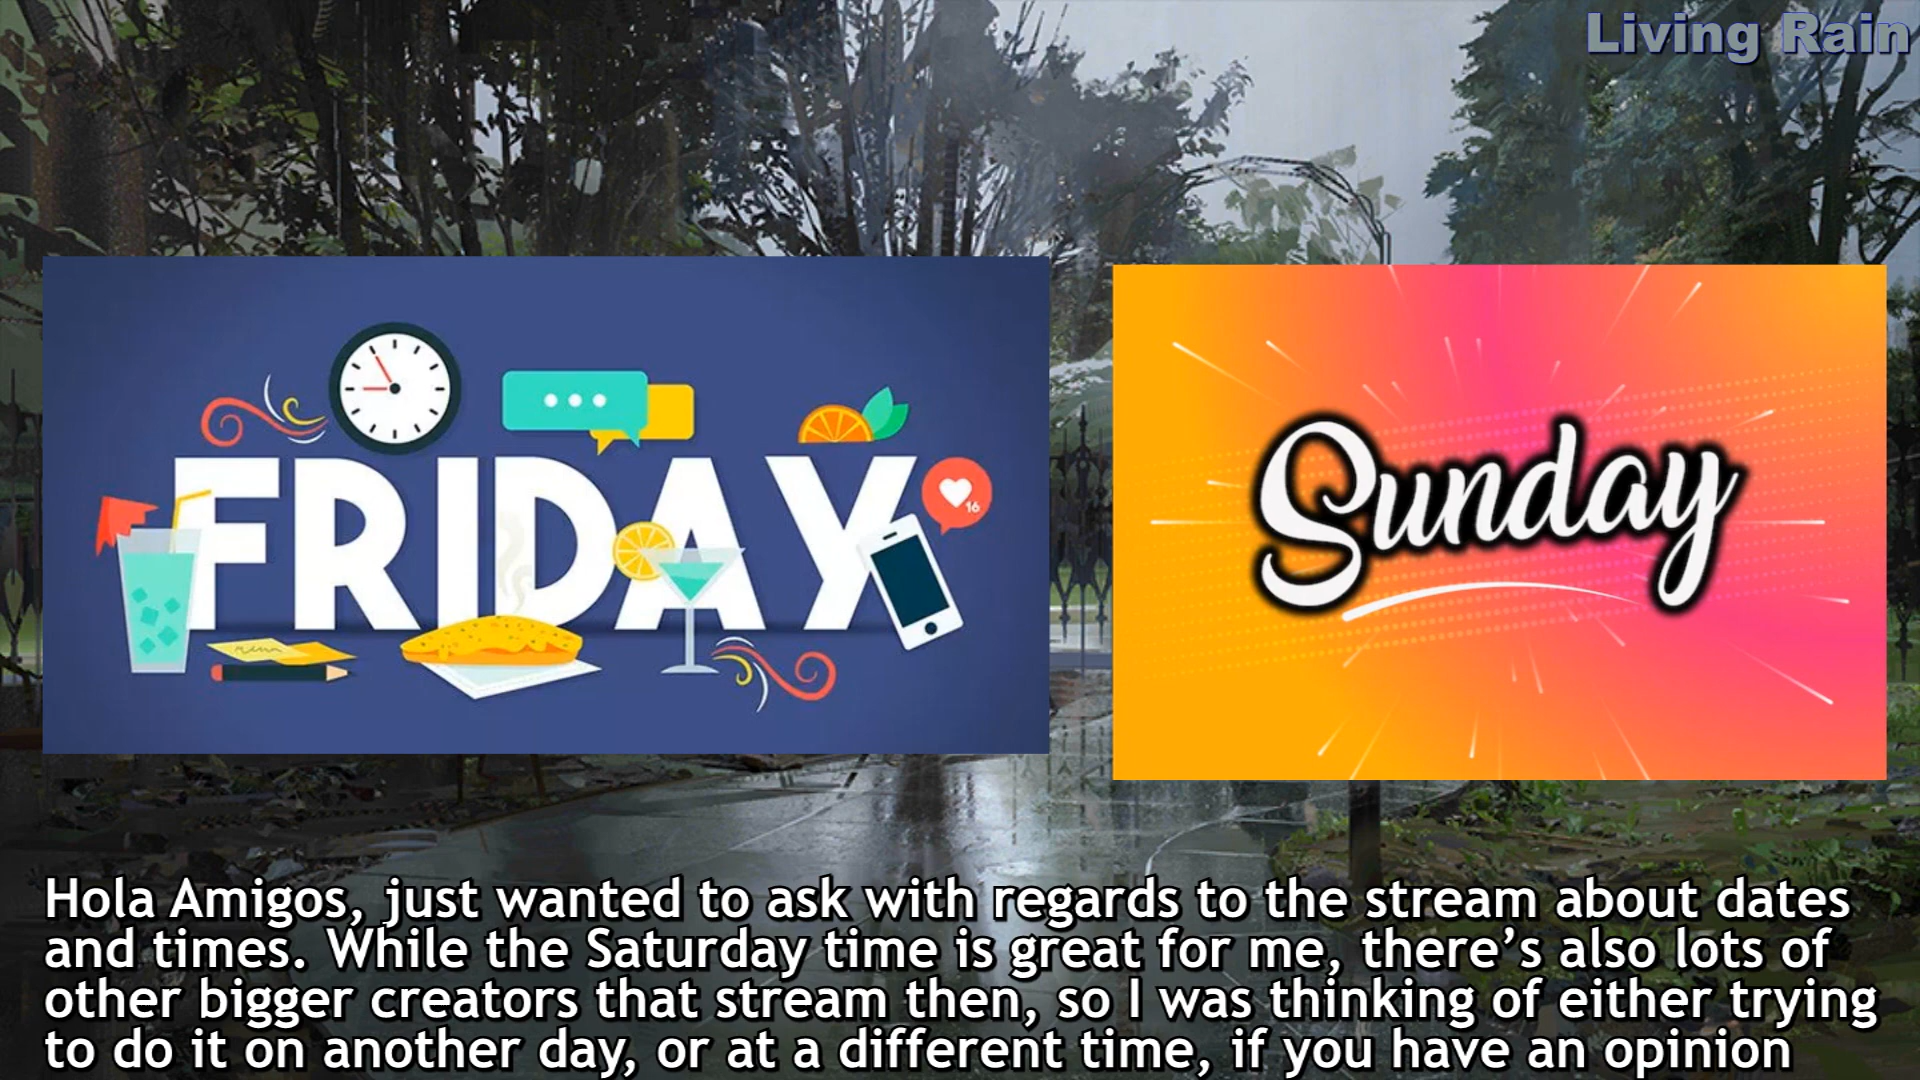 Living Rain
FRIDAY
16
Sunday
Hola Amigos, just wanted to ask with regards to the stream about dates
and times. While the Saturday time is great for me, there’s also lots of
other bigger creators that stream then, so I was thinking of either trying
to do it on another day, or at a different time, if you have an opinion